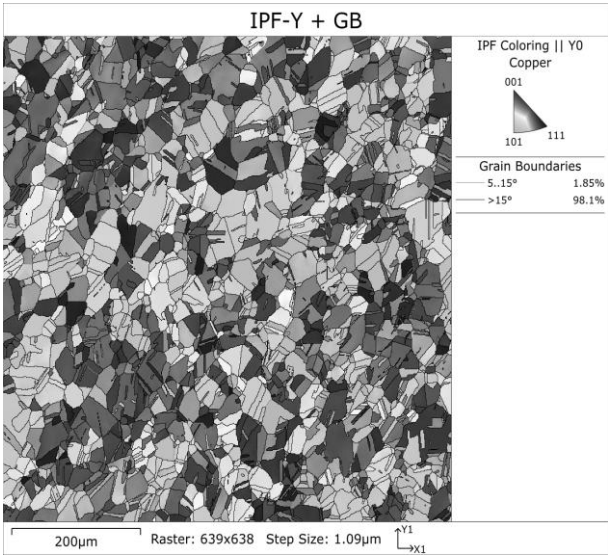 IPF-Y + GB
IPF Coloring || Y0
Copper
001
101
111
Grain Boundaries
5..15° 1.85%
>15° 98.1%
200µm Raster: 639x638 Step Size: 1.09µm
Y1
X1